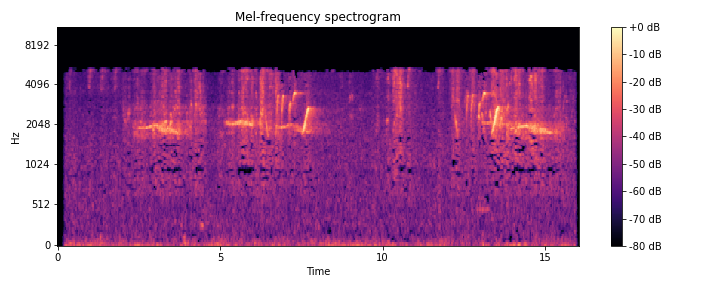 Mel-frequency spectrogram
Hz
8192
4096
2048
1024
512
0
0
5
10
15
Time
+0 dB
-10 dB
-20 dB
-30 dB
-40 dB
-50 dB
-60 dB
-70 dB
-80 dB